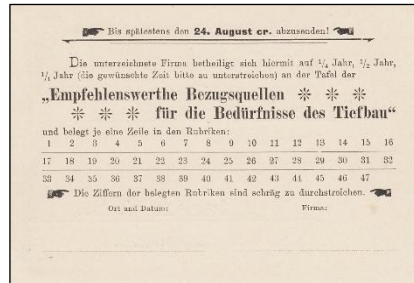 Bis spätestens den 24. August cr. abzusenden!
Die unterzeichnete Firma betheiligt sich hiermit auf 1/4 Jahr, 1/2 Jahr,
1/1 Jahr (die gewünschte Zeit bitte zu unterstreichen) an der Tafel der
„Empfehlenswerthe Bezugsquellen
für die Bedürfnisse des Tiefbau“
und belegt je eine Zeile in den Rubriken:
1 2 3 4 5 6 7 8 9 10 11 12 13 14 15 16
17 18 19 20 21 22 23 24 25 26 27 28 29 30 31 32
33 34 35 36 37 38 39 40 41 42 43 44 45 46 47
Die Ziffern der belegten Rubriken sind schräg zu durchstreichen.
Ort und Datum: Firma: